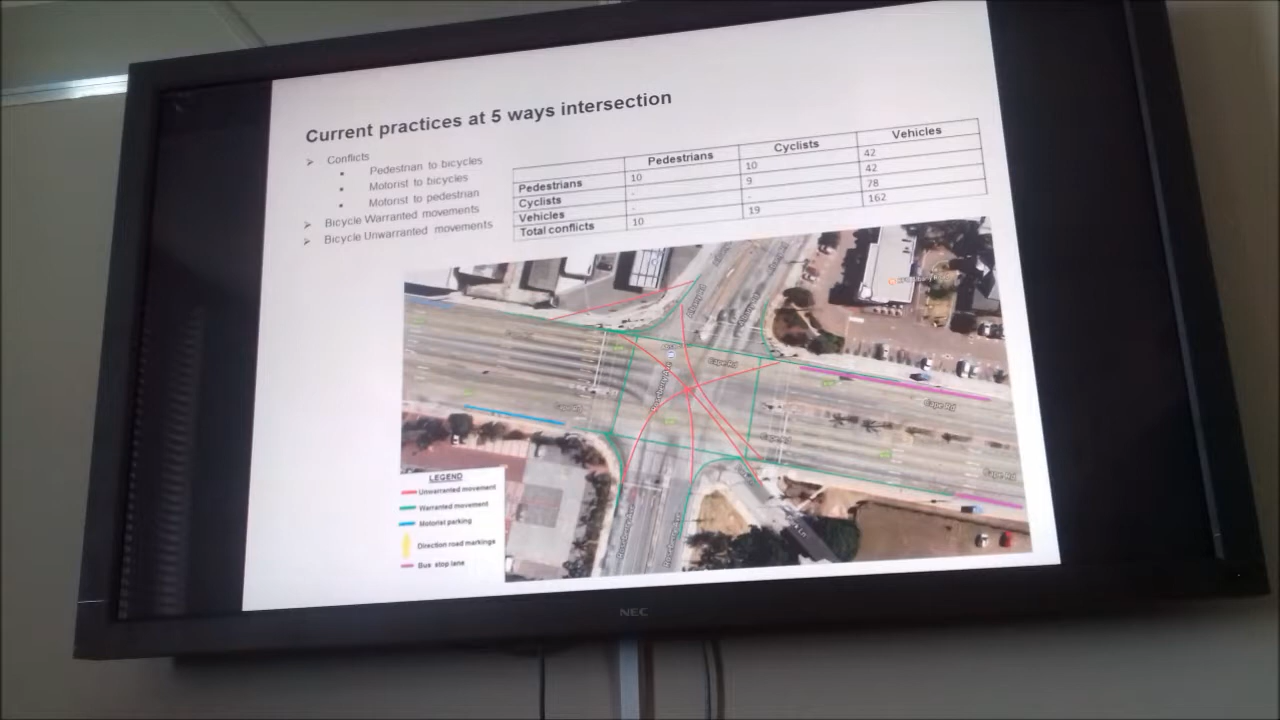 Current practices at 5 ways intersection
Conflicts
Pedestrian to bicycles
Motorist to bicycles
Motorist to pedestrian
Bicycle Warranted movements
Bicycle Unwarranted movements
Pedestrians Cyclists Vehicles
Pedestrians 10 10 42
Cyclists - 9 42
Vehicles - - 78
Total conflicts 10 19 162
Cape Rd
Cape Rd
Cape Rd
LEGEND
Unwarranted movement
Warranted movement
Motorist parking
Direction road markings
Bus stop lane
NEC